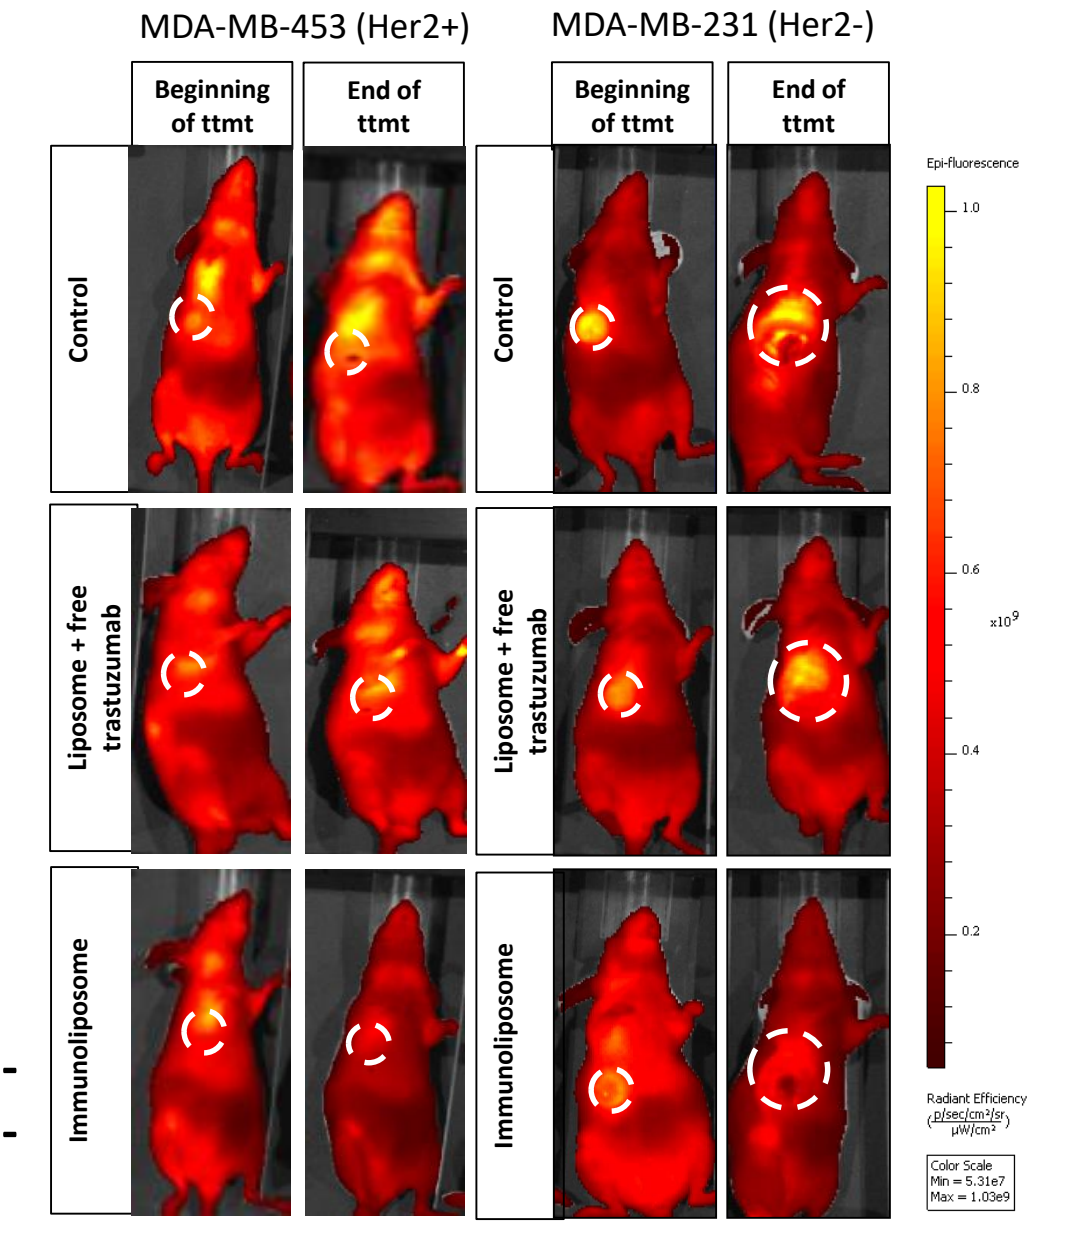 MDA-MB-453 (Her2+)
MDA-MB-231 (Her2-)
Beginning
of ttmt
End of
ttmt
Beginning
of ttmt
End of
ttmt
Control
Control
Liposome + free
trastuzumab
Liposome + free
trastuzumab
Immunoliposome
Immunoliposome
-
-
Epi-fluorescence
1.0
0.8
0.6
x10⁹
0.4
0.2
Radiant Efficiency
(p/sec/cm²/sr
µW/cm²)
Color Scale
Min = 5.31e7
Max = 1.03e9